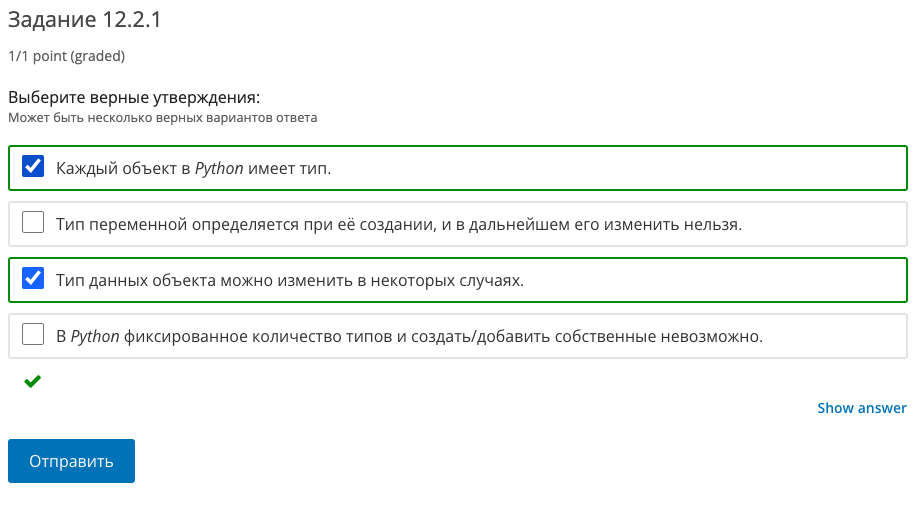 Задание 12.2.1
1/1 point (graded)
Выберите верные утверждения:
Может быть несколько верных вариантов ответа
Каждый объект в Python имеет тип.
Тип переменной определяется при её создании, и в дальнейшем его изменить нельзя.
Тип данных объекта можно изменить в некоторых случаях.
В Python фиксированное количество типов и создать/добавить собственные невозможно.
Show answer
Отправить